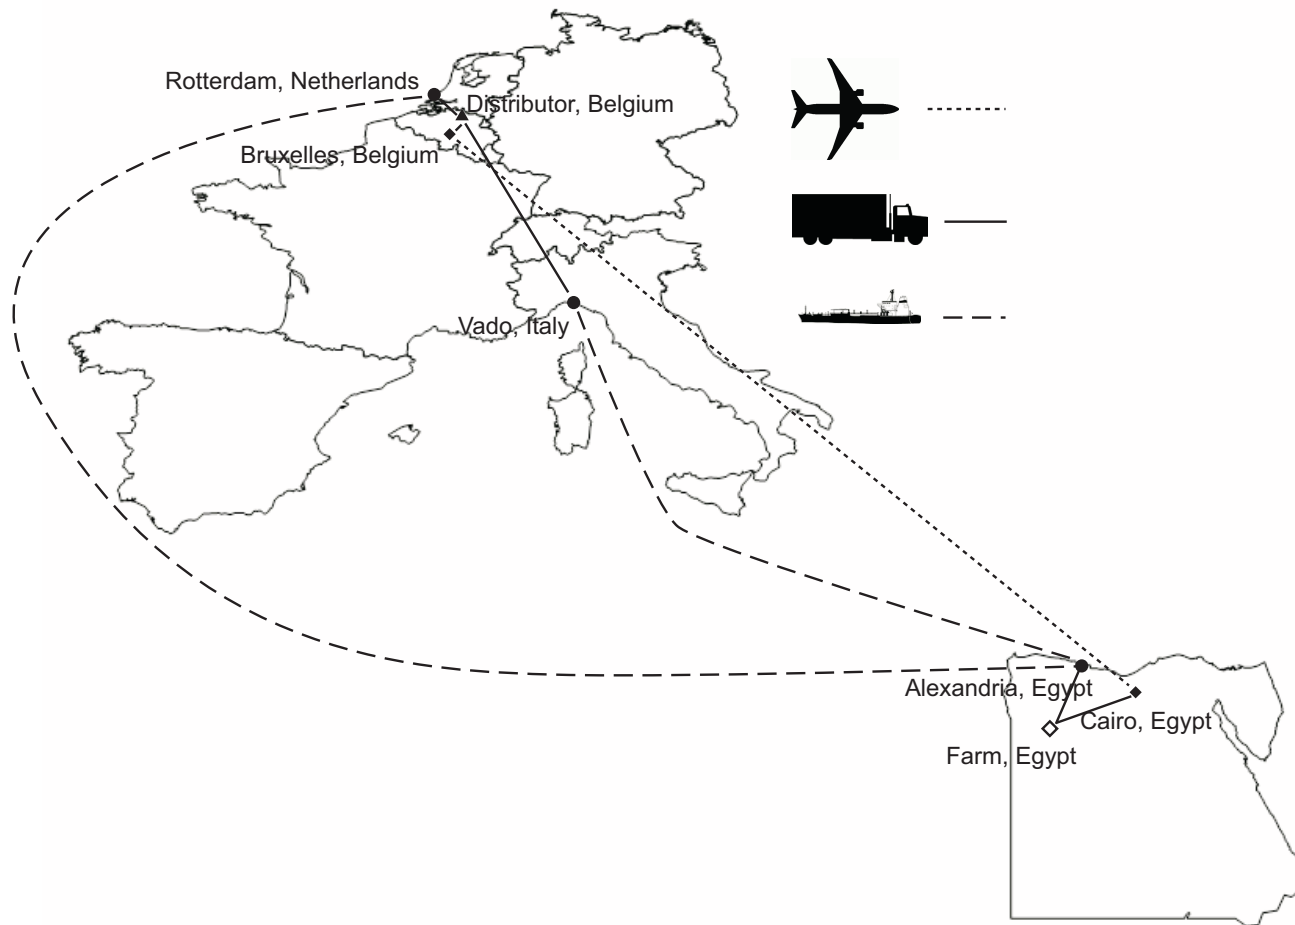 Rotterdam, Netherlands
Distributor, Belgium
Bruxelles, Belgium
Vado, Italy
Alexandria, Egypt
Cairo, Egypt
Farm, Egypt